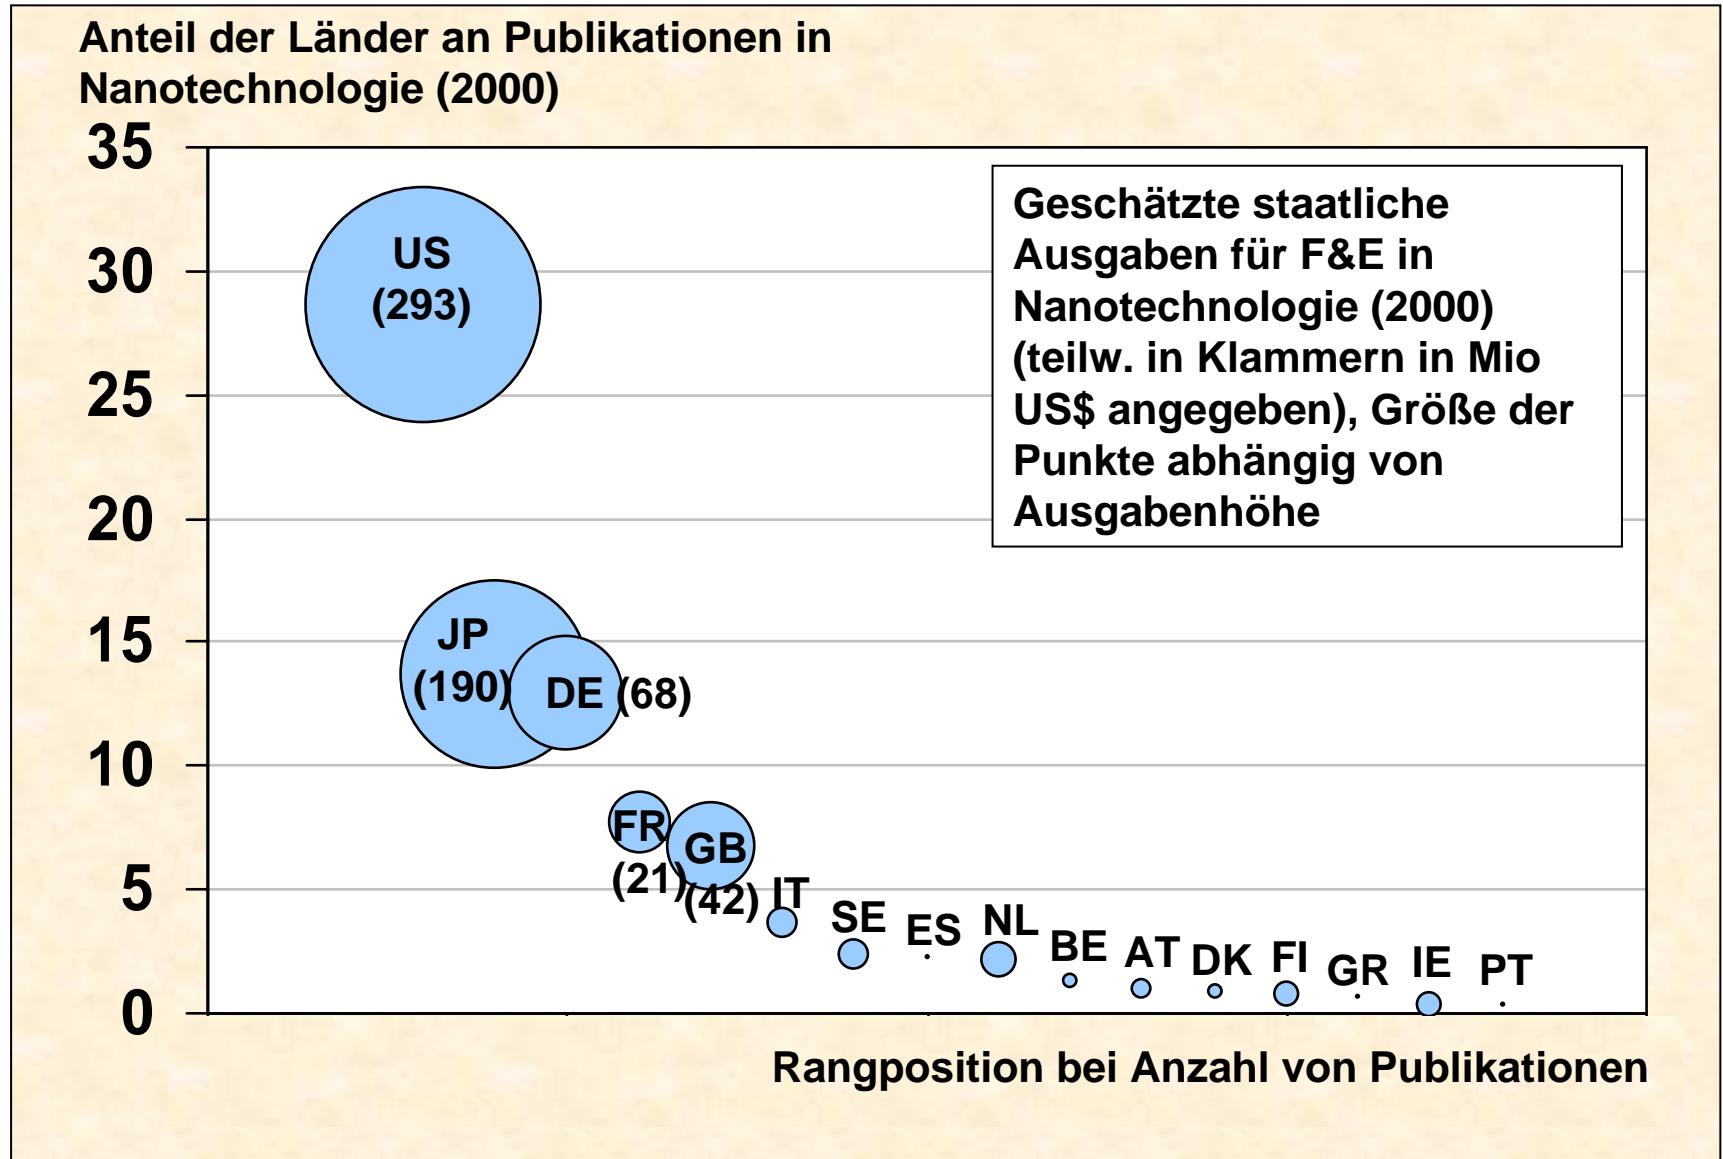 Anteil der Länder an Publikationen in
Nanotechnologie (2000)
35
30
25
20
15
10
5
0
US
(293)
Geschätzte staatliche
Ausgaben für F&E in
Nanotechnologie (2000)
(teilw. in Klammern in Mio
US$ angegeben), Größe der
Punkte abhängig von
Ausgabenhöhe
JP
(190)
DE (68)
FR
(21)
GB
(42)
IT
SE
ES
NL
BE
AT
DK
FI
GR
IE
PT
Rangposition bei Anzahl von Publikationen